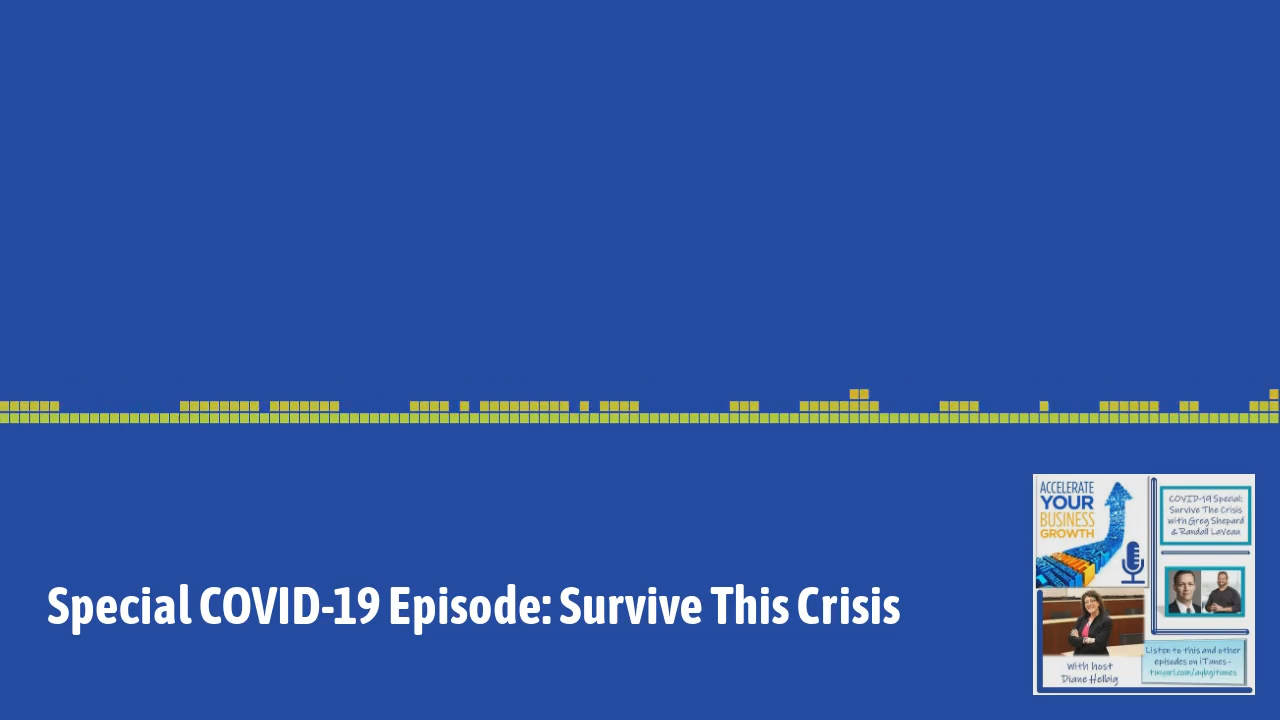 Special COVID-19 Episode: Survive This Crisis
ACCELERATE
YOUR
BUSINESS
GROWTH
COVID-19 Special:
Survive The Crisis
with Greg Shepard
& Randall LaVeau
With host
Diane Helbig
Listen to this and other
episodes on iTunes -
tinyurl.com/aybgitunes